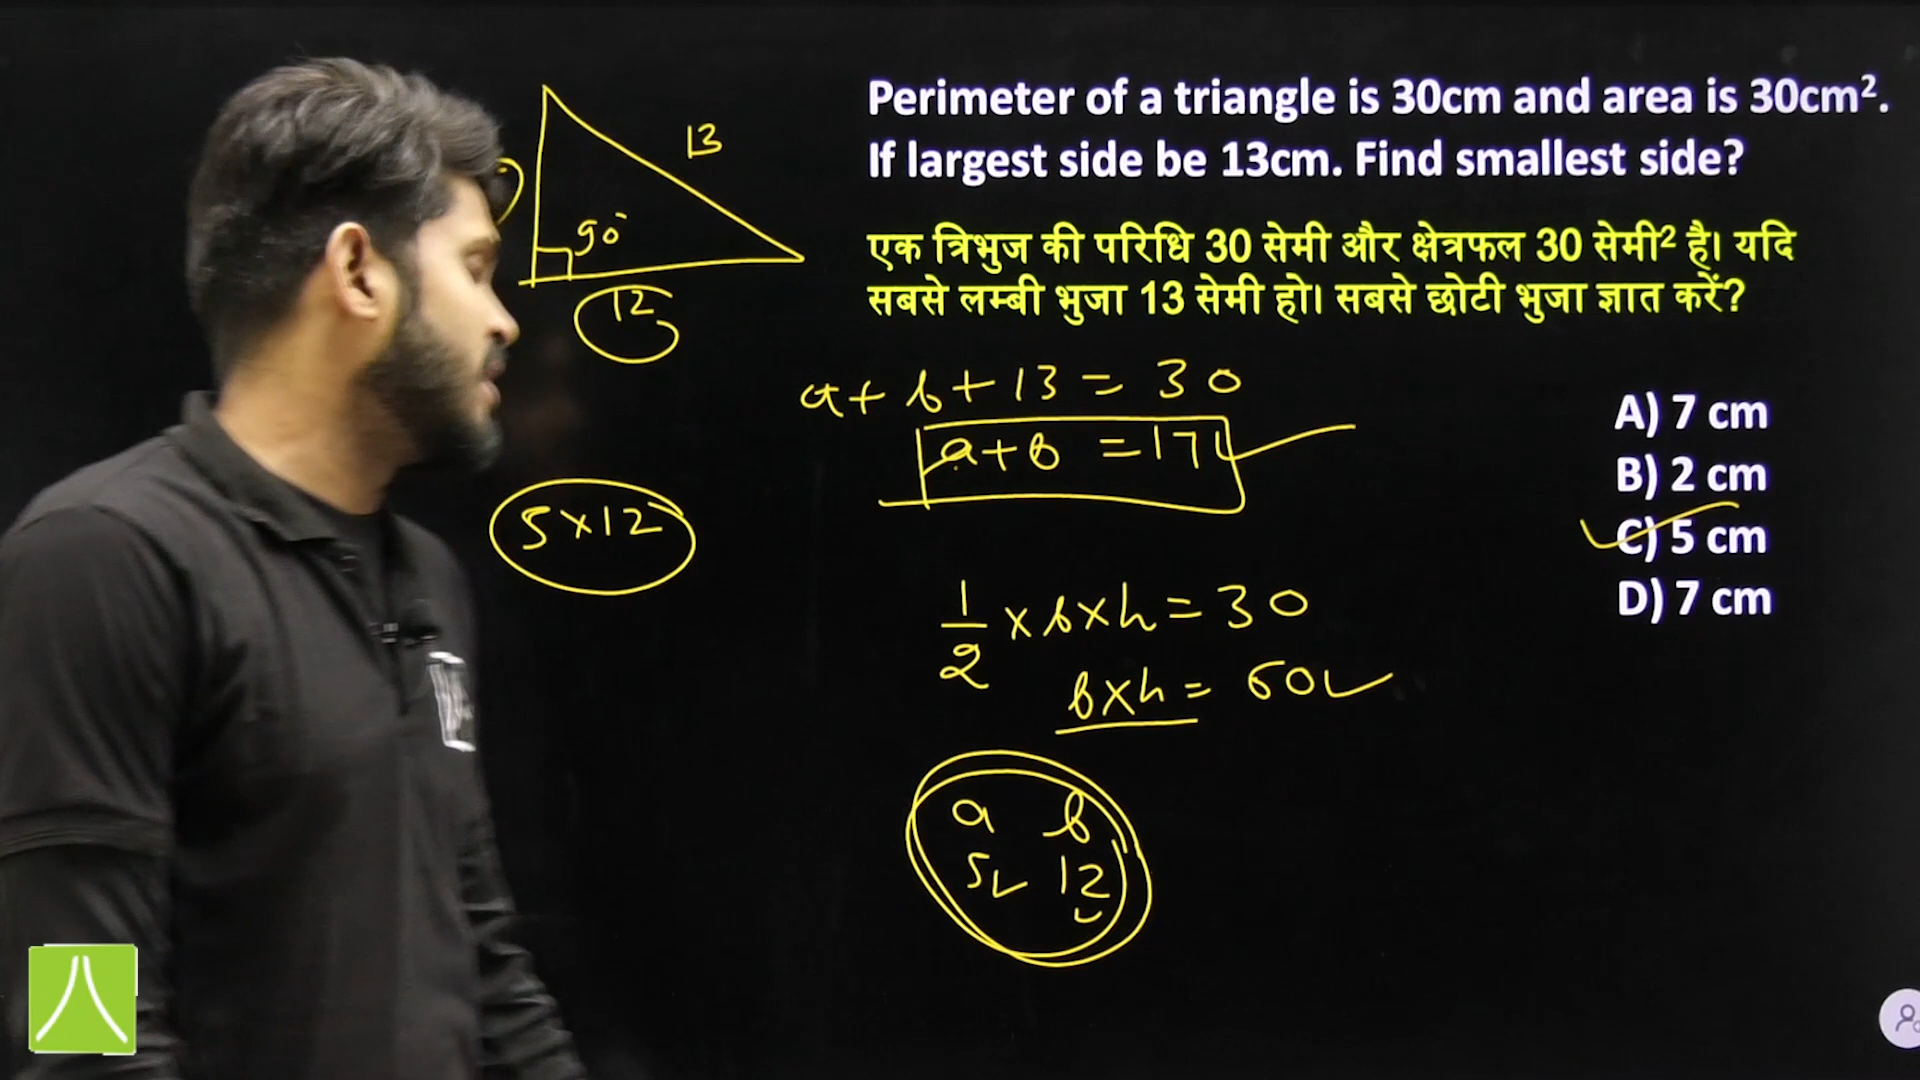 Perimeter of a triangle is 30cm and area is 30cm².
If largest side be 13cm. Find smallest side?
एक त्रिभुज की परिधि 30 सेमी और क्षेत्रफल 30 सेमी² है। यदि
सबसे लम्बी भुजा 13 सेमी हो। सबसे छोटी भुजा ज्ञात करें?
A) 7 cm
B) 2 cm
C) 5 cm
D) 7 cm
13
90°
12
5×12
a+b+13=30
a+b=17
1/2×b×h=30
b×h=60
a b
5 12